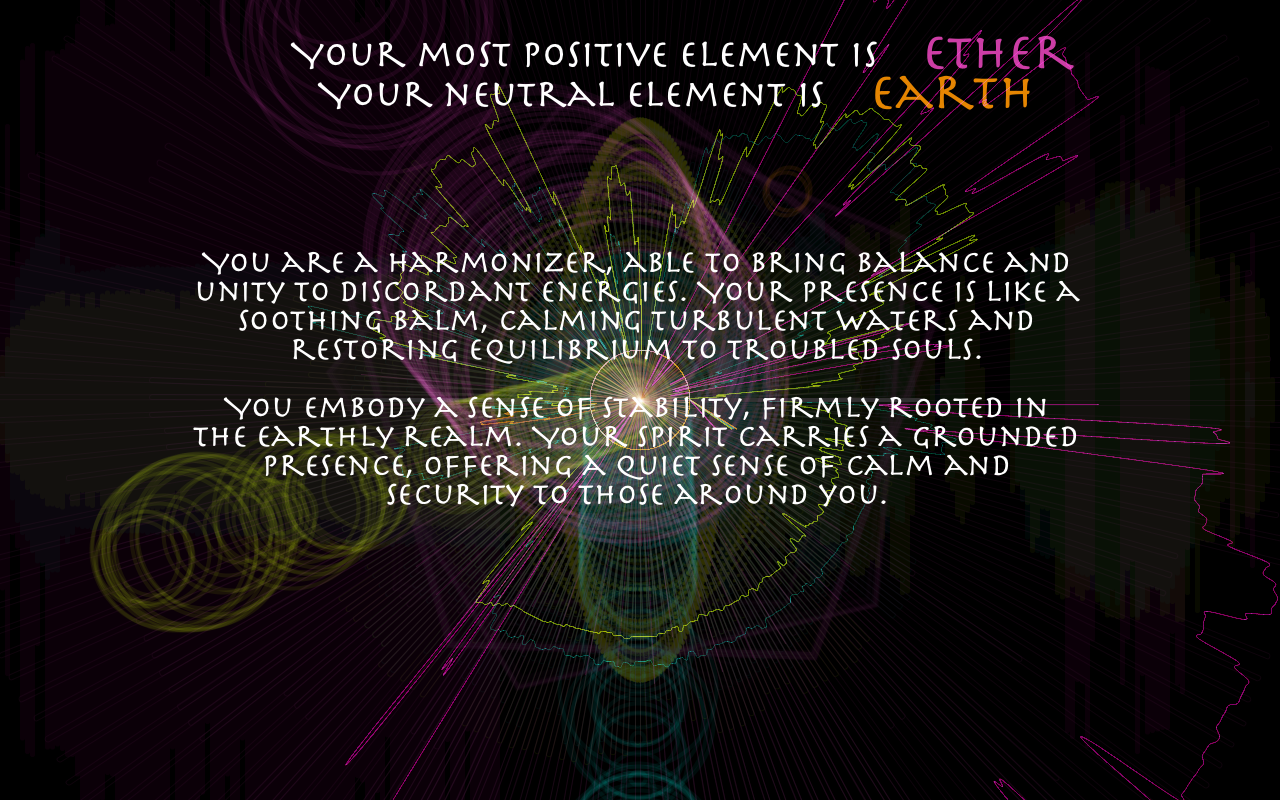 Your most positive element is Ether
Your neutral element is Earth
You are a harmonizer, able to bring balance and
unity to discordant energies. Your presence is like a
soothing balm, calming turbulent waters and
restoring equilibrium to troubled souls.
You embody a sense of stability, firmly rooted in
the earthly realm. Your spirit carries a grounded
presence, offering a quiet sense of calm and
security to those around you.